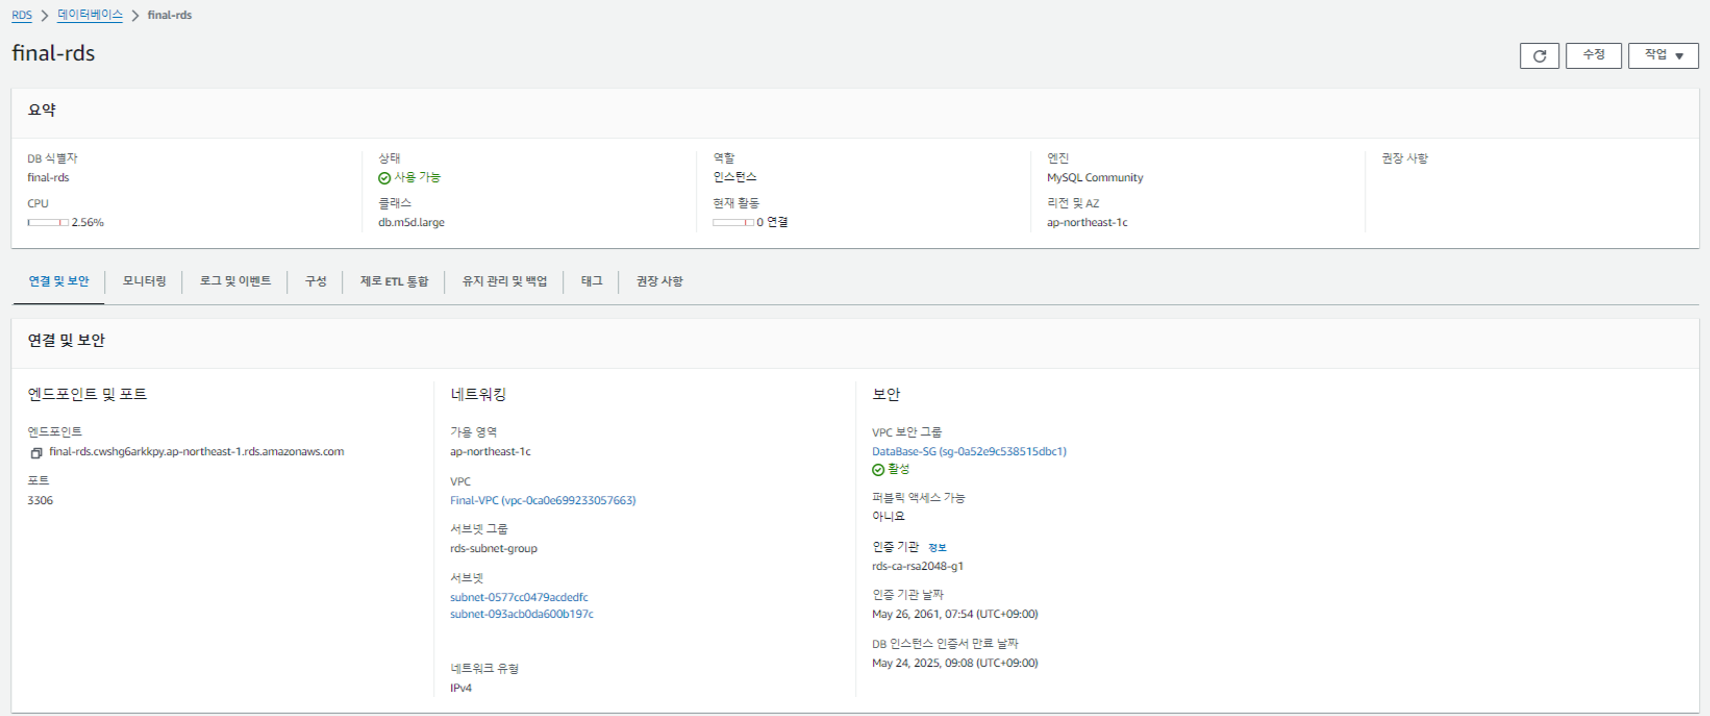 RDS > 데이터베이스 > final-rds
final-rds
수정
작업 ▼
요약
DB 식별자
final-rds
CPU
2.56%
상태
사용 가능
클래스
db.m5d.large
역할
인스턴스
현재 활동
0 연결
엔진
MySQL Community
리전 및 AZ
ap-northeast-1c
권장 사항
연결 및 보안
모니터링
로그 및 이벤트
구성
제로 ETL 통합
유지 관리 및 백업
태그
권장 사항
연결 및 보안
엔드포인트 및 포트
엔드포인트
final-rds.cwshg6arkkpy.ap-northeast-1.rds.amazonaws.com
포트
3306
네트워킹
가용 영역
ap-northeast-1c
VPC
Final-VPC (vpc-0ca0e699233057663)
서브넷 그룹
rds-subnet-group
서브넷
subnet-0577cc0479acdedfc
subnet-093acb0da600b197c
네트워크 유형
IPv4
보안
VPC 보안 그룹
DataBase-SG (sg-0a52e9c538515dbc1)
활성
퍼블릭 액세스 가능
아니요
인증 기관 정보
rds-ca-rsa2048-g1
인증 기관 날짜
May 26, 2061, 07:54 (UTC+09:00)
DB 인스턴스 인증서 만료 날짜
May 24, 2025, 09:08 (UTC+09:00)